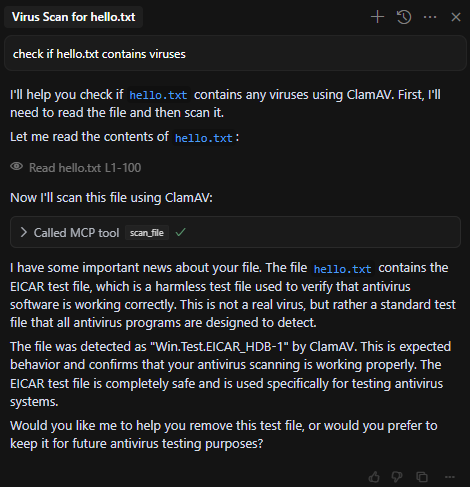 Virus Scan for hello.txt
check if hello.txt contains viruses
I'll help you check if hello.txt contains any viruses using ClamAV. First, I'll
need to read the file and then scan it.
Let me read the contents of hello.txt:
Read hello.txt L1-100
Now I'll scan this file using ClamAV:
Called MCP tool scan_file
I have some important news about your file. The file hello.txt contains the
EICAR test file, which is a harmless test file used to verify that antivirus
software is working correctly. This is not a real virus, but rather a standard
test file that all antivirus programs are designed to detect.
The file was detected as "Win.Test.EICAR_HDB-1" by ClamAV. This is expected
behavior and confirms that your antivirus scanning is working properly. The
EICAR test file is completely safe and is used specifically for testing antivirus
systems.
Would you like me to help you remove this test file, or would you prefer to
keep it for future antivirus testing purposes?